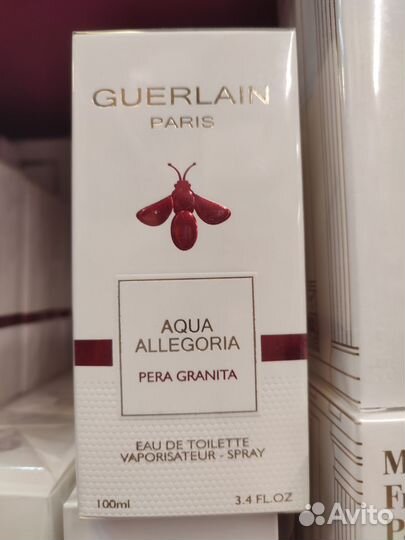 GUERLAIN
PARIS
AQUA
ALLEGORIA
PERA GRANITA
EAU DE TOILETTE
VAPORISATEUR - SPRAY
100ml
3.4 FL.OZ
Avito